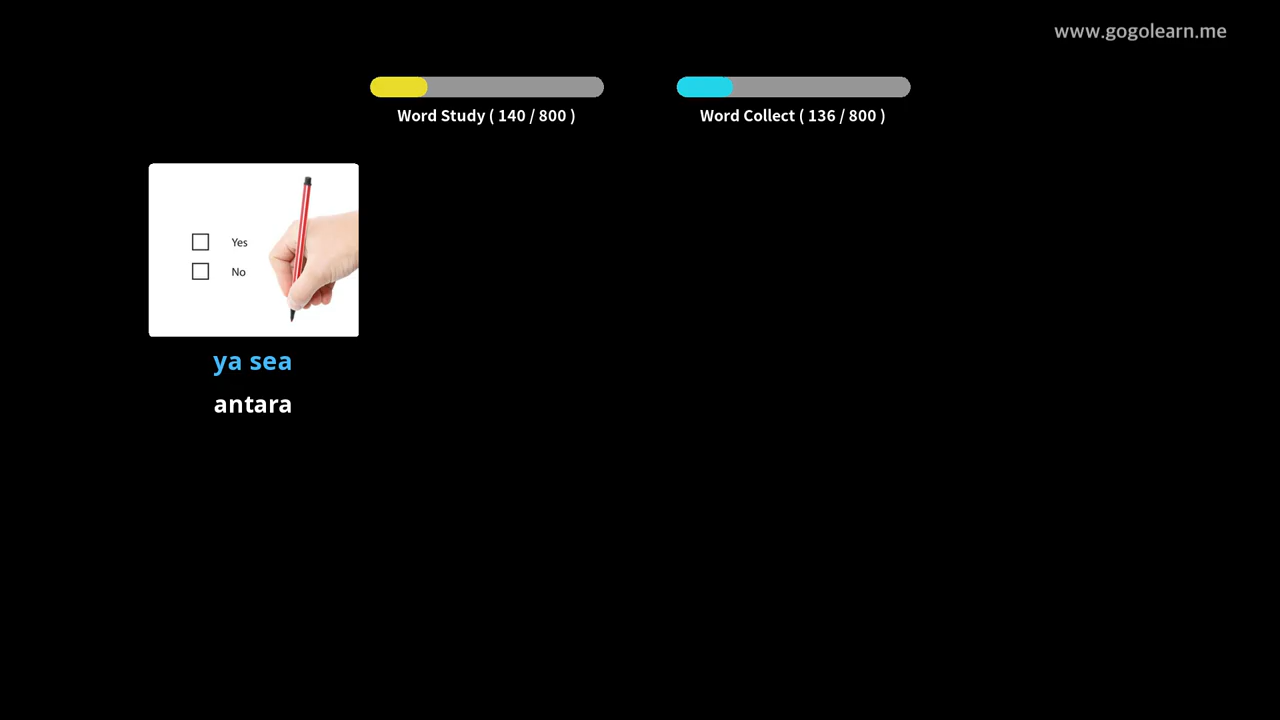 www.gogolearn.me
Word Study ( 140 / 800 )
Word Collect ( 136 / 800 )
Yes
No
ya sea
antara